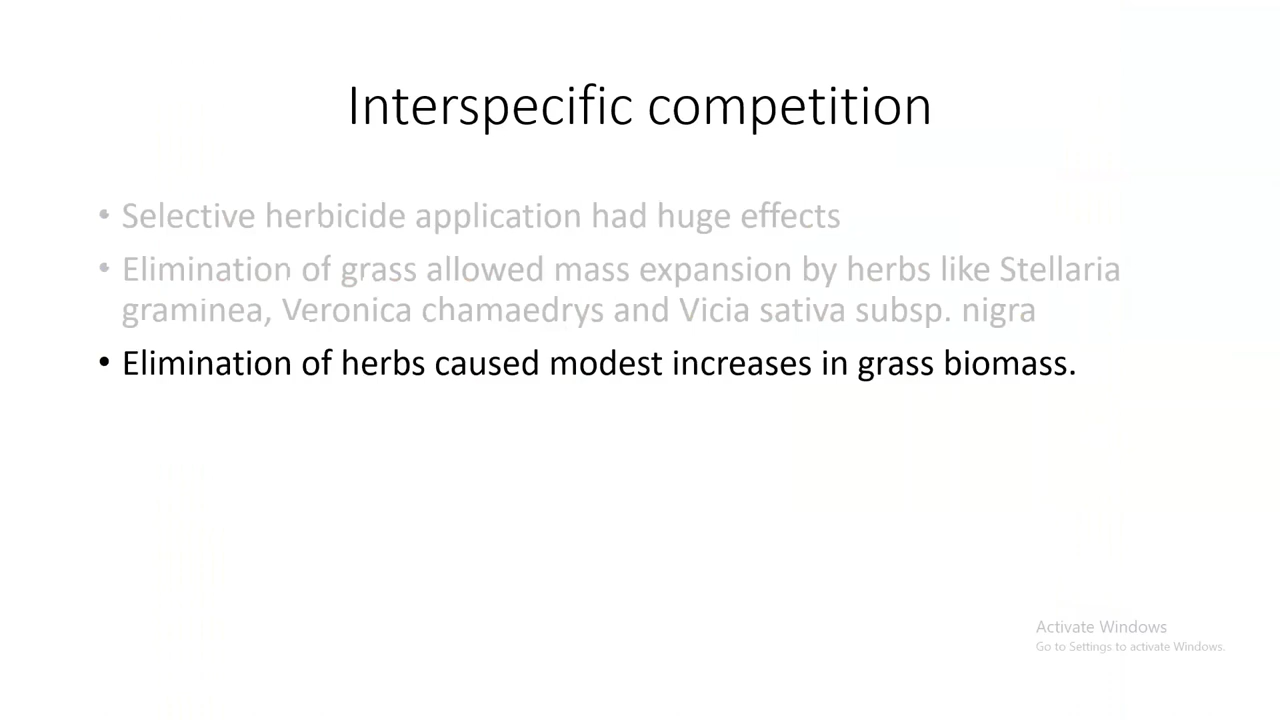 Interspecific competition
• Selective herbicide application had huge effects
• Elimination of grass allowed mass expansion by herbs like Stellaria
graminea, Veronica chamaedrys and Vicia sativa subsp. nigra
• Elimination of herbs caused modest increases in grass biomass.
Activate Windows
Go to Settings to activate Windows.